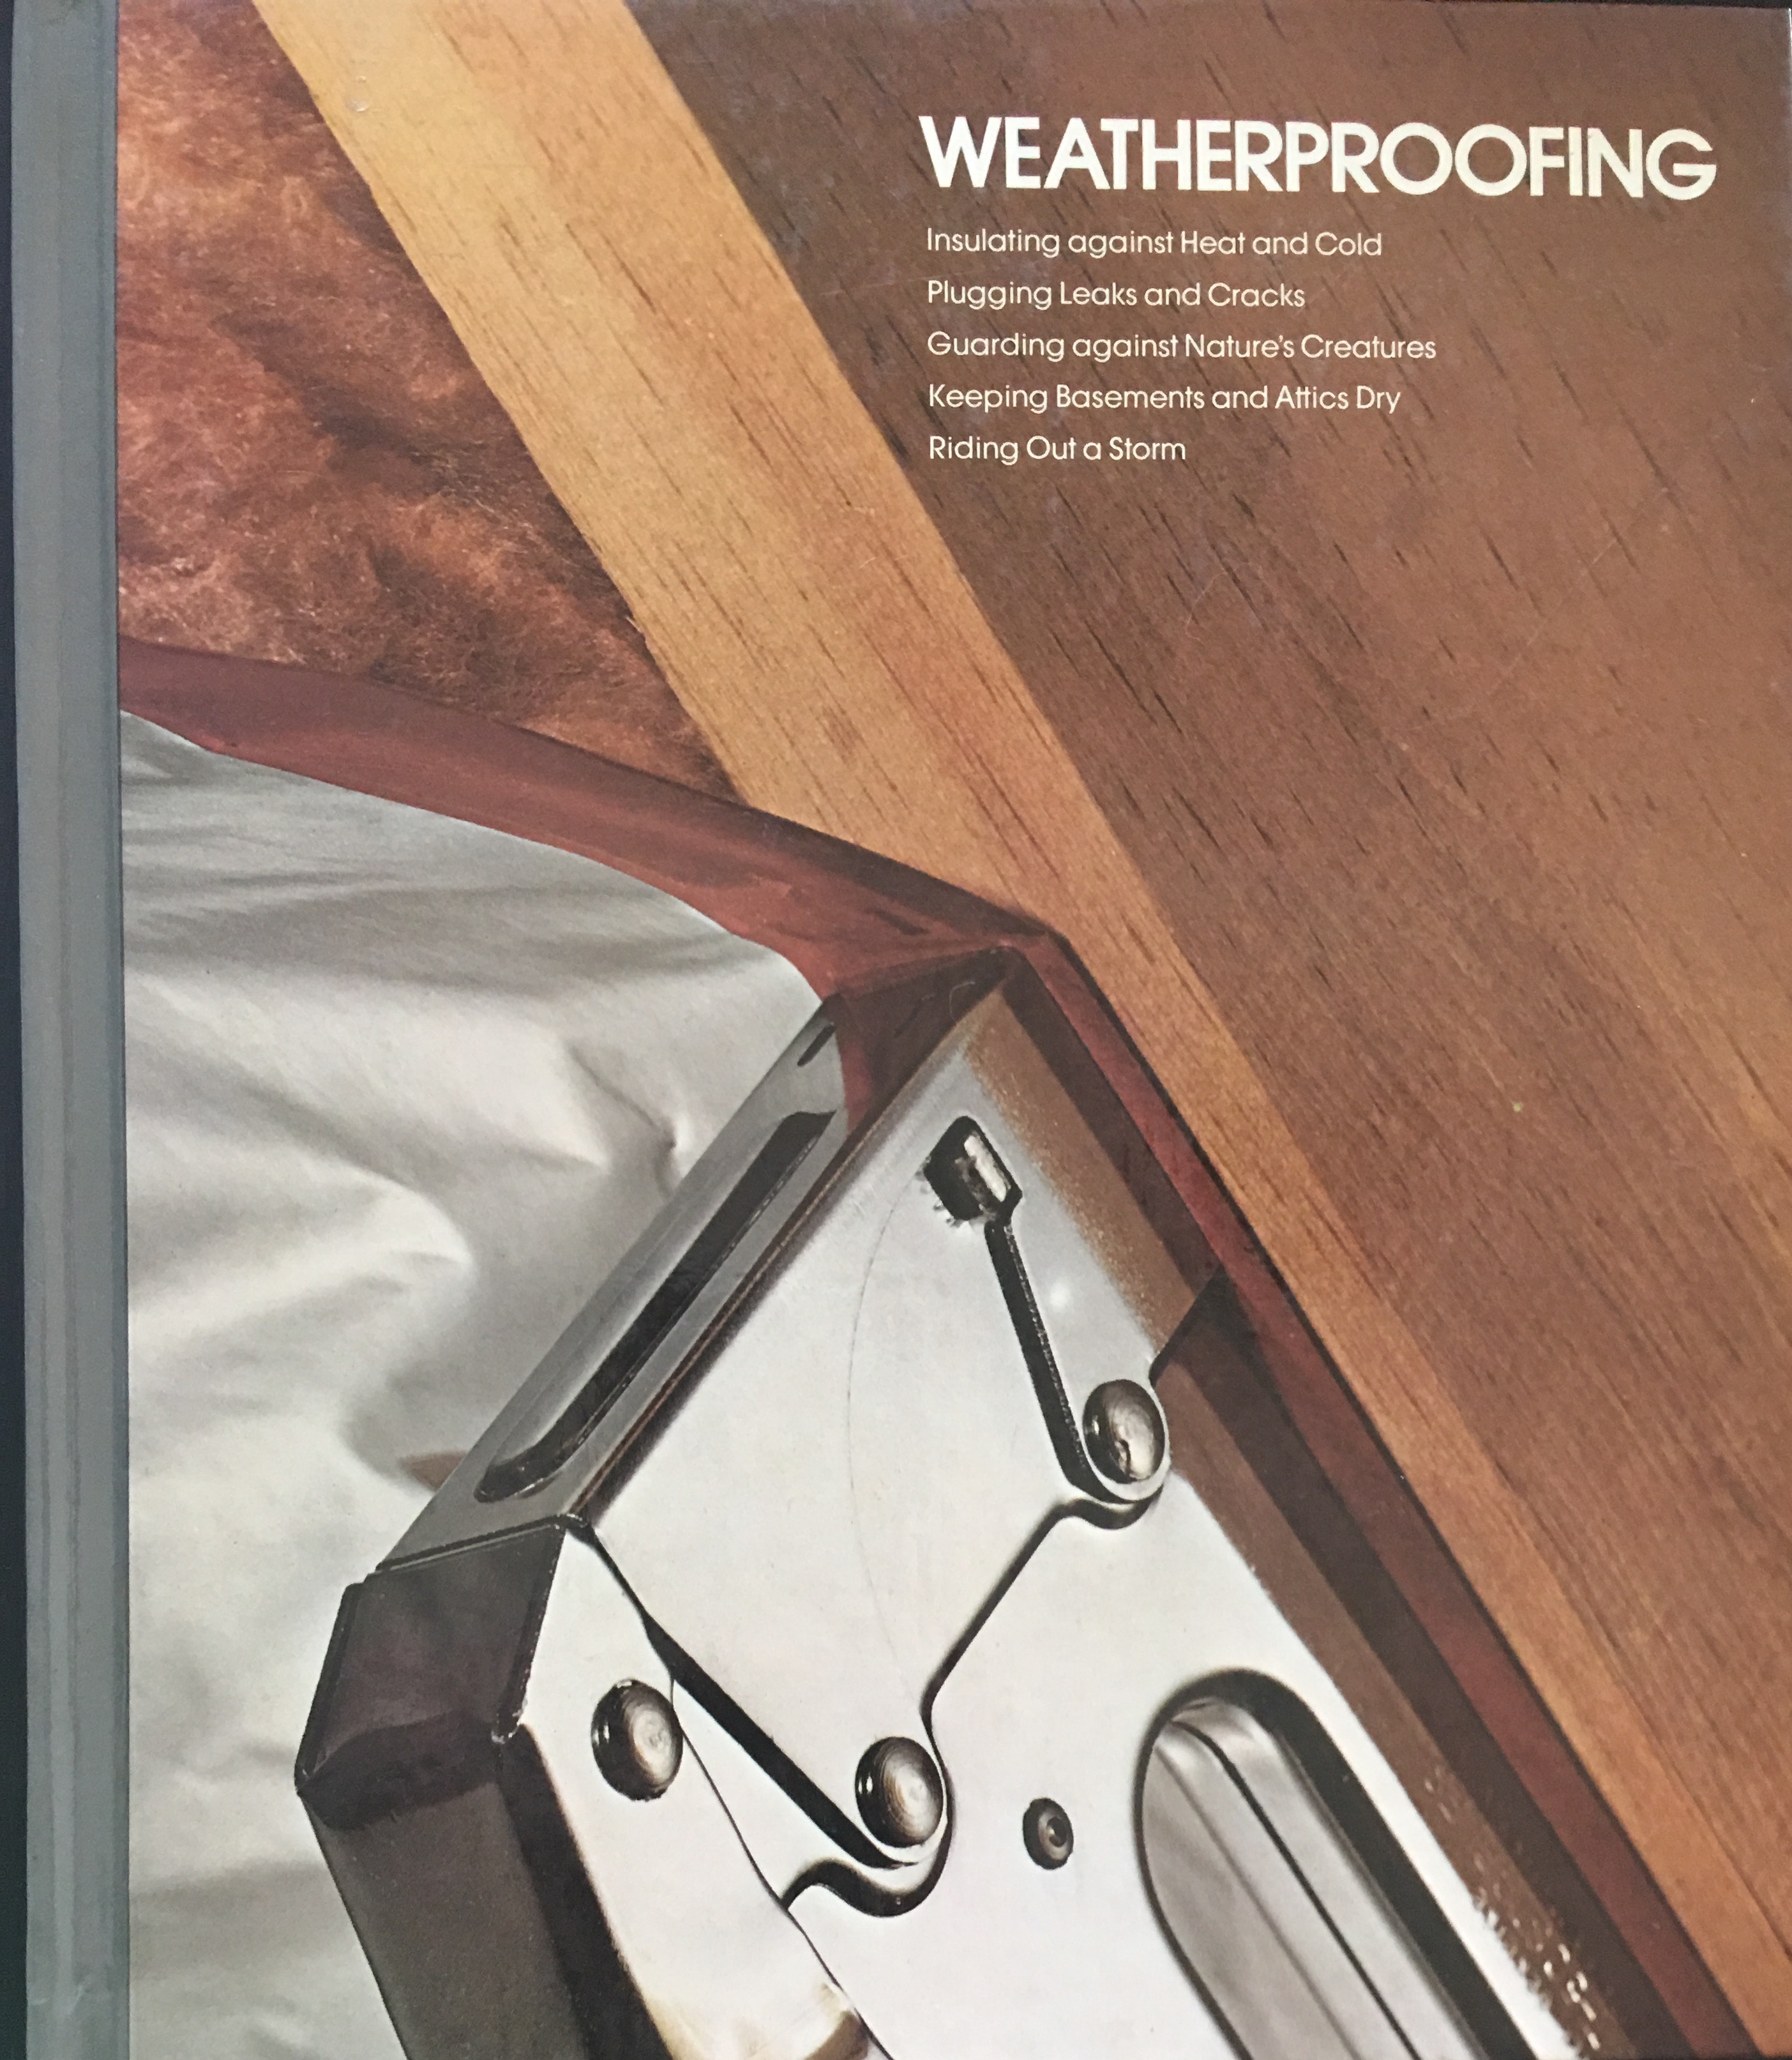 WEATHERPROOFING
Insulating against Heat and Cold
Plugging Leaks and Cracks
Guarding against Nature's Creatures
Keeping Basements and Attics Dry
Riding Out a Storm